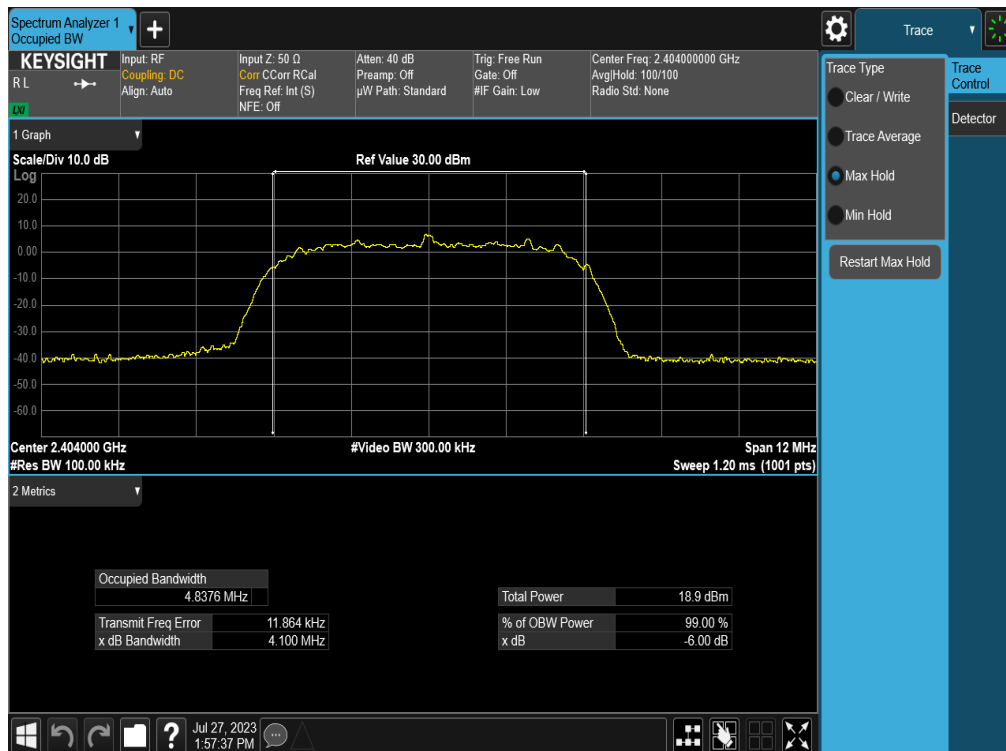 Spectrum Analyzer 1
Occupied BW
+
Trace
KEYSIGHT
R L
LXI
Input: RF
Coupling: DC
Align: Auto
Input Z: 50 Ω
Corr CCorr RCal
Freq Ref: Int (S)
NFE: Off
Atten: 40 dB
Preamp: Off
µW Path: Standard
Trig: Free Run
Gate: Off
#IF Gain: Low
Center Freq: 2.404000000 GHz
Avg|Hold: 100/100
Radio Std: None
Trace Type
Clear / Write
Trace Average
Max Hold
Min Hold
Restart Max Hold
Trace
Control
Detector
1 Graph
Scale/Div 10.0 dB
Ref Value 30.00 dBm
Log
20.0
10.0
0.00
-10.0
-20.0
-30.0
-40.0
-50.0
-60.0
Center 2.404000 GHz
#Video BW 300.00 kHz
Span 12 MHz
#Res BW 100.00 kHz
Sweep 1.20 ms (1001 pts)
2 Metrics
Occupied Bandwidth
4.8376 MHz
Total Power 18.9 dBm
Transmit Freq Error 11.864 kHz
% of OBW Power 99.00 %
x dB Bandwidth 4.100 MHz
x dB -6.00 dB
?
Jul 27, 2023
1:57:37 PM